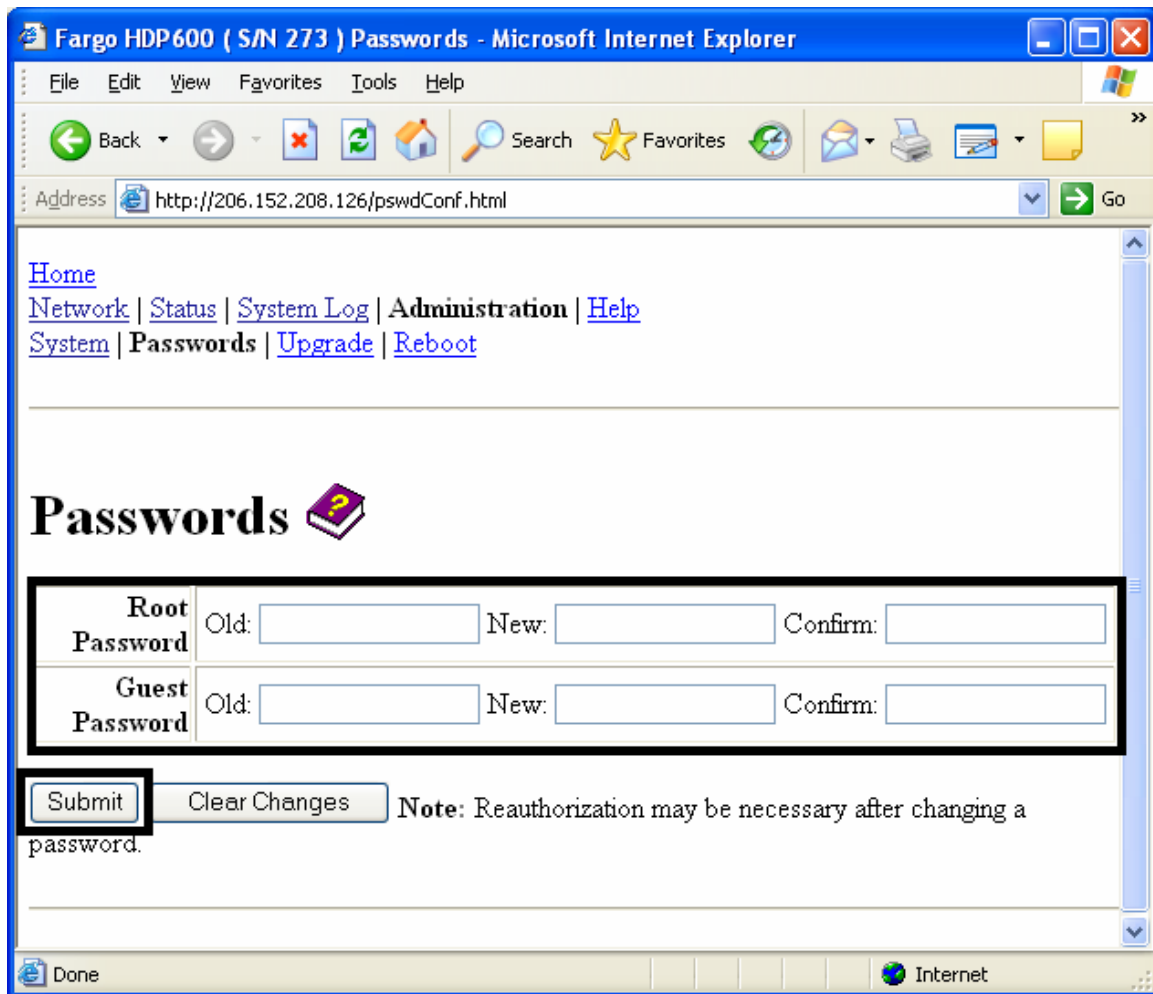 Fargo HDP600 ( S/N 273 ) Passwords - Microsoft Internet Explorer
File Edit View Favorites Tools Help
Back Search Favorites »
Address http://206.152.208.126/pswdConf.html Go
Home
Network | Status | System Log | Administration | Help
System | Passwords | Upgrade | Reboot
Passwords ?
Root Password Old: New: Confirm:
Guest Password Old: New: Confirm:
Submit Clear Changes Note: Reauthorization may be necessary after changing a
password.
Done Internet